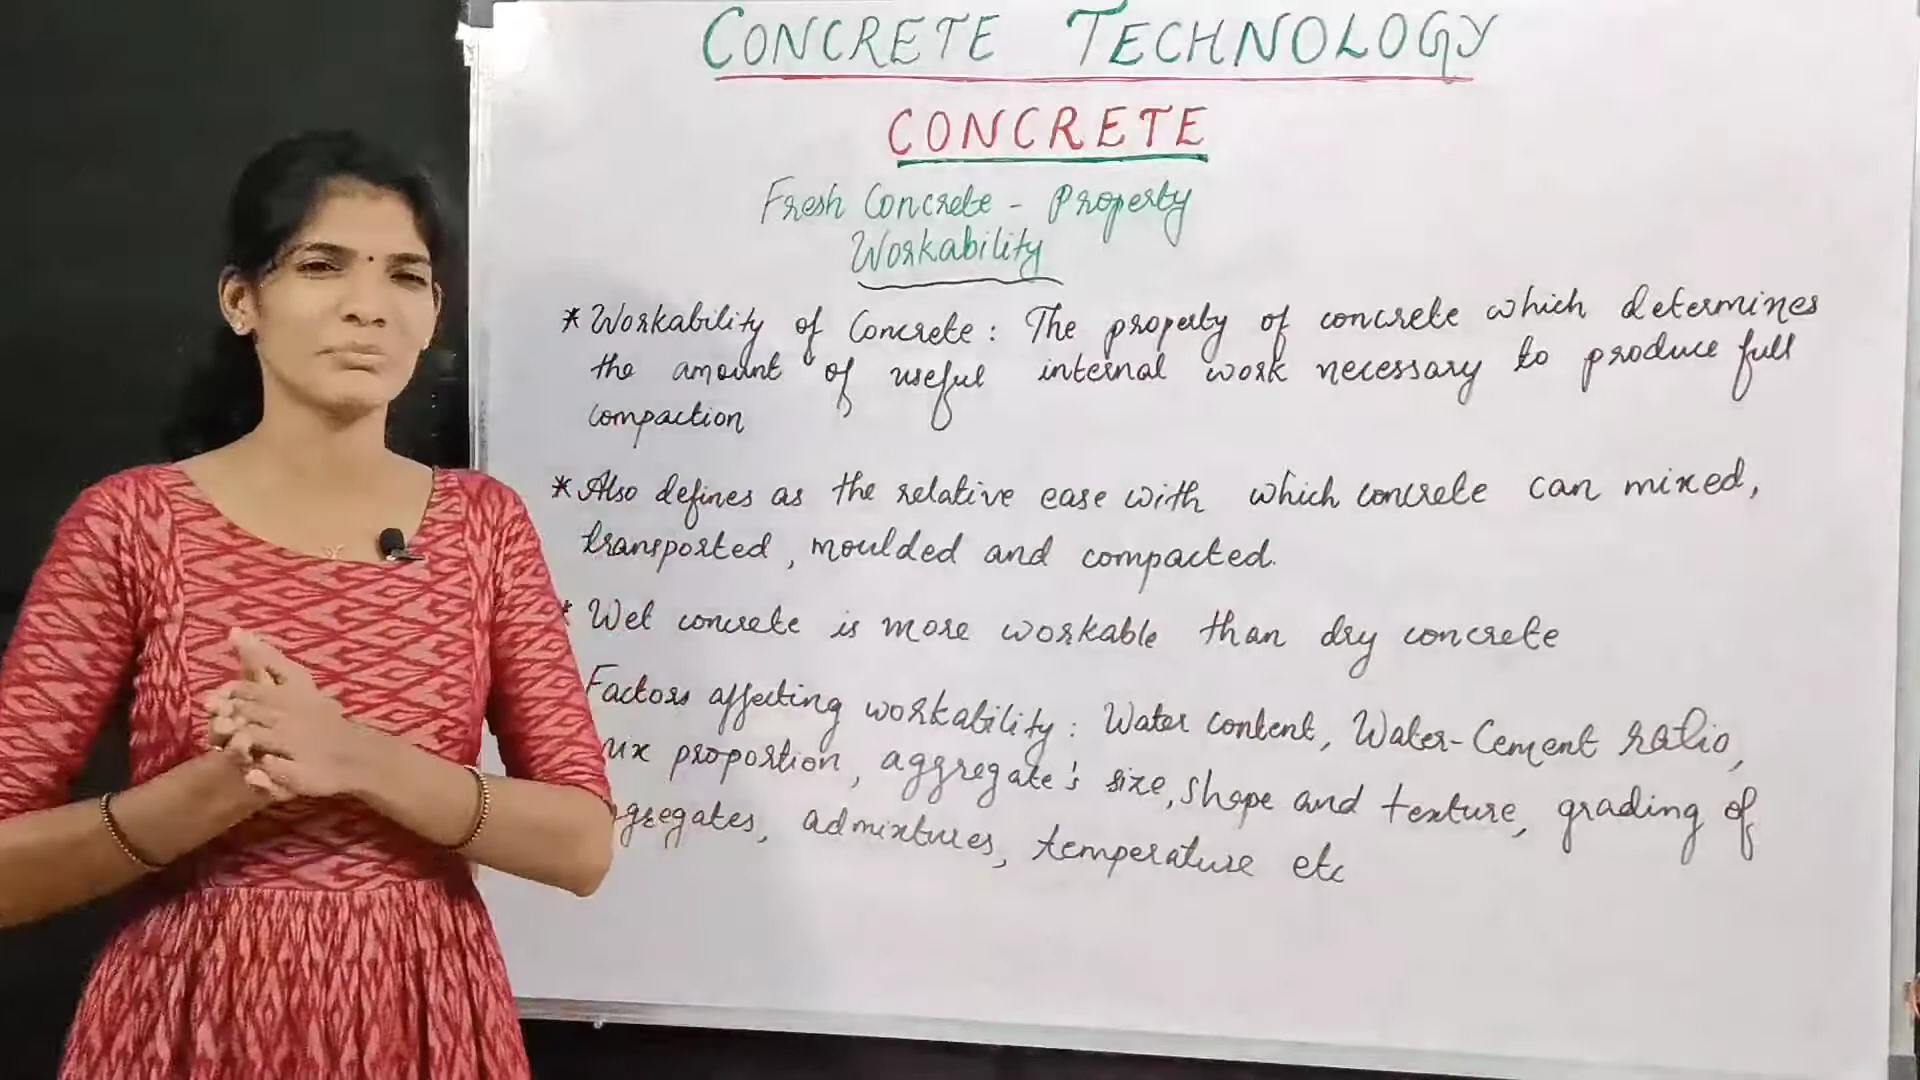 CONCRETE TECHNOLOGY
CONCRETE
Fresh Concrete - Property
Workability
* Workability of Concrete : The property of concrete which determines
the amount of useful internal work necessary to produce full
compaction
* Also defines as the relative ease with which concrete can mixed,
transported, moulded and compacted.
* Wet concrete is more workable than dry concrete
Factors affecting workability : Water content, Water-Cement ratio,
mix proportion, aggregate's size, shape and texture, grading of
aggregates, admixtures, temperature etc